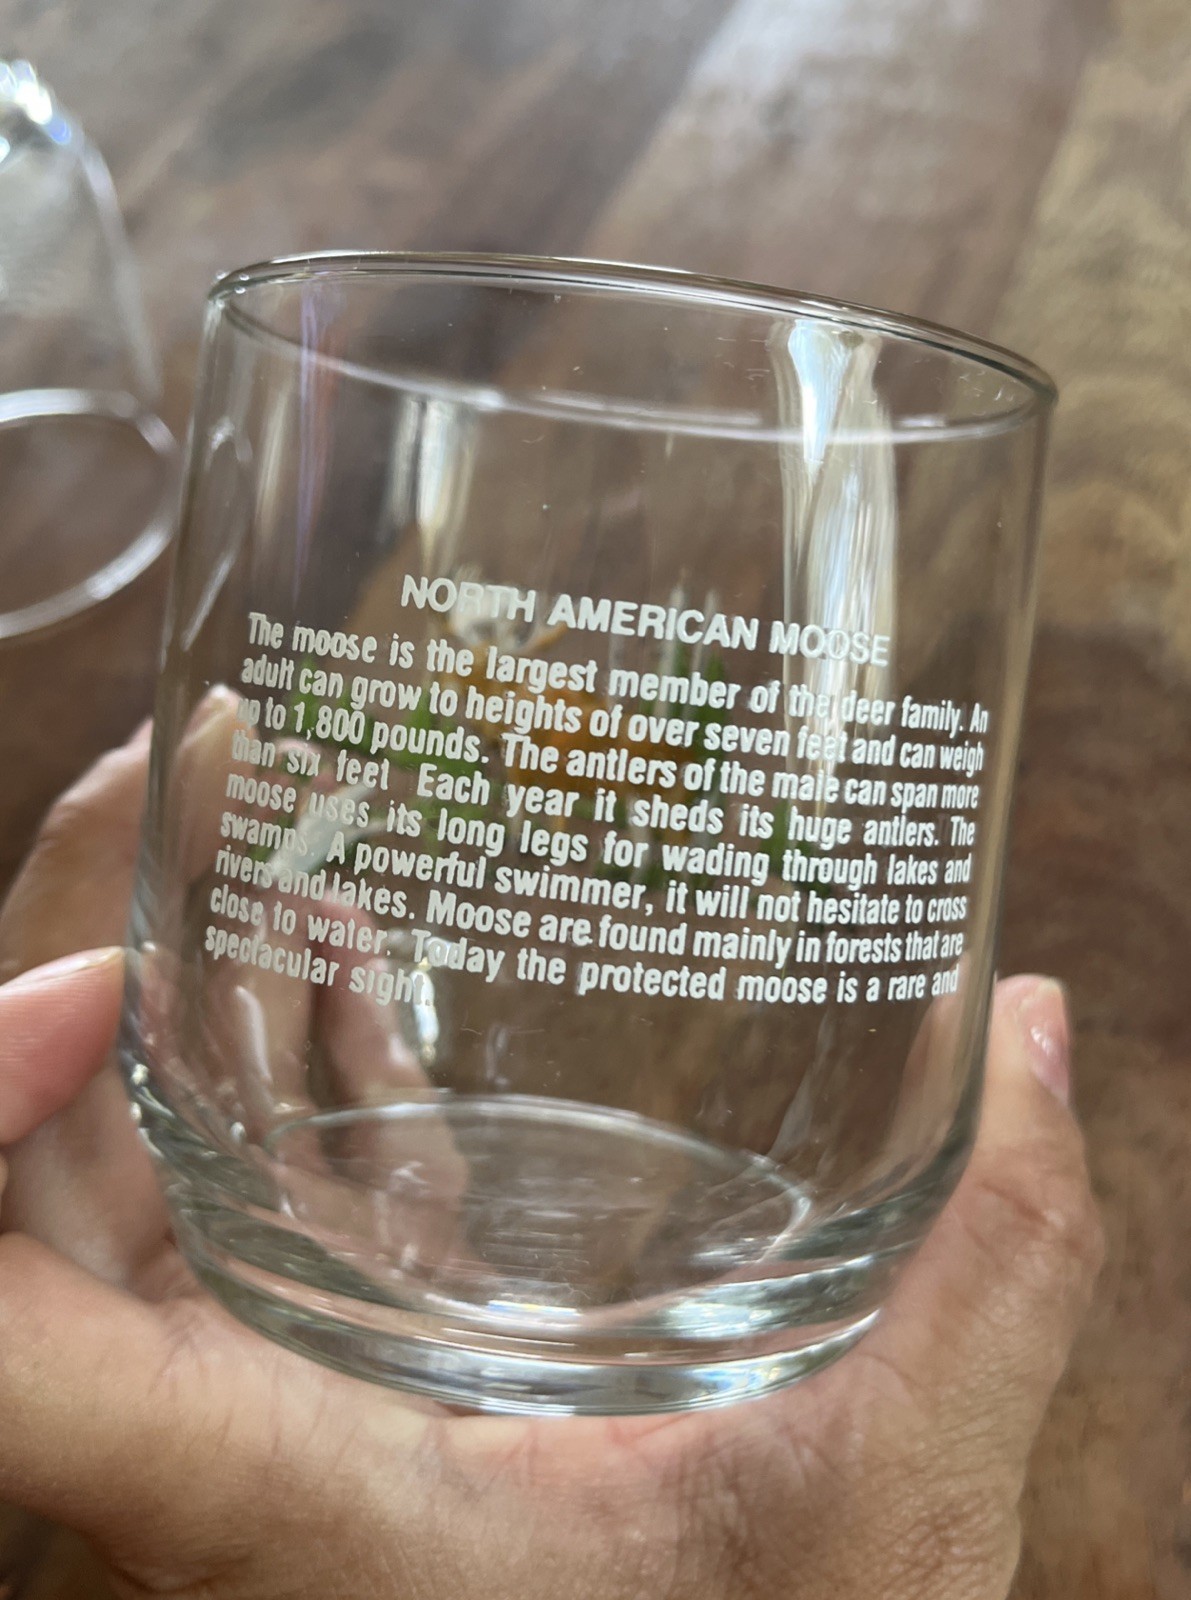 NORTH AMERICAN MOOSE
The moose is the largest member of the deer family. An
adult can grow to heights of over seven feet and can weigh
up to 1,800 pounds. The antlers of the male can span more
than six feet Each year it sheds its huge antlers. The
moose uses its long legs for wading through lakes and
swamps. A powerful swimmer, it will not hesitate to cross
rivers and lakes. Moose are found mainly in forests that are
close to water. Today the protected moose is a rare and
spectacular sight.